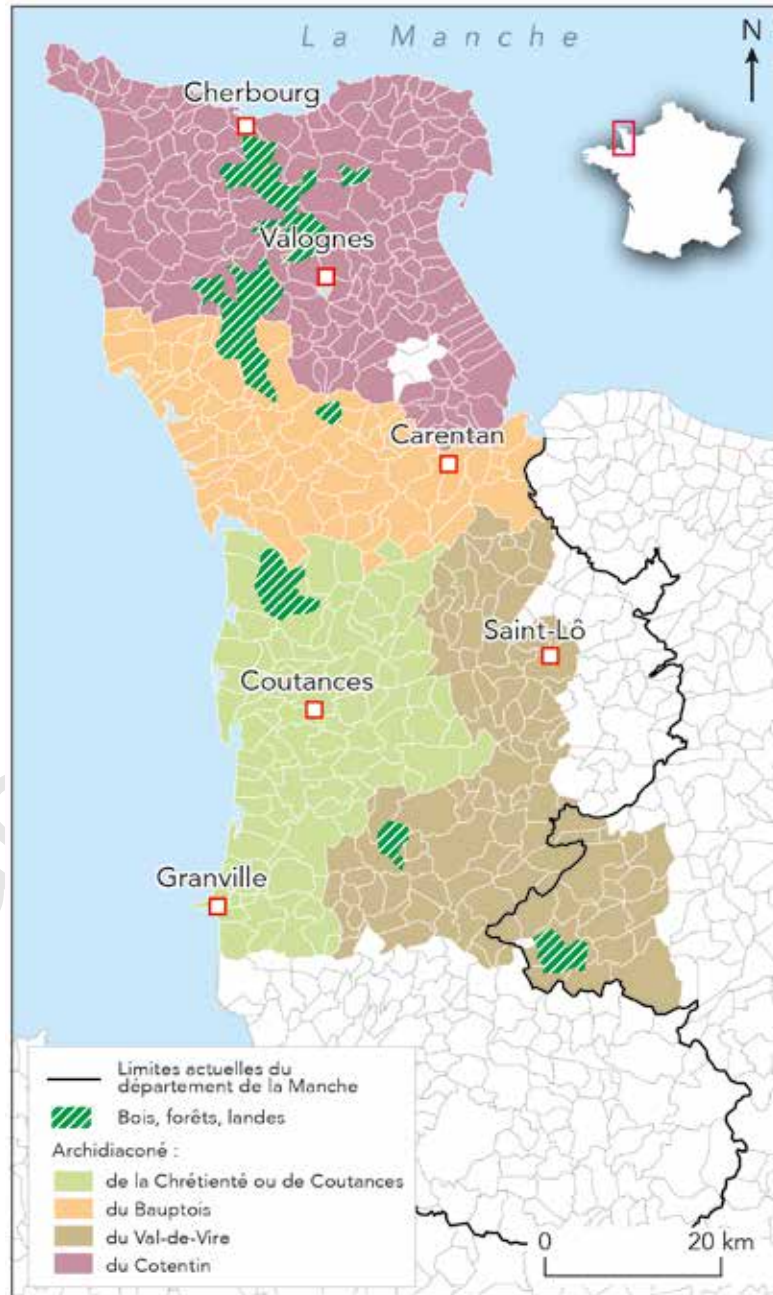 La Manche
N
Cherbourg
Valognes
Carentan
Saint-Lô
Coutances
Granville
Limites actuelles du
département de la Manche
Bois, forêts, landes
Archidiaconé :
de la Chrétienté ou de Coutances
du Bauptois
du Val-de-Vire
du Cotentin
0 20 km